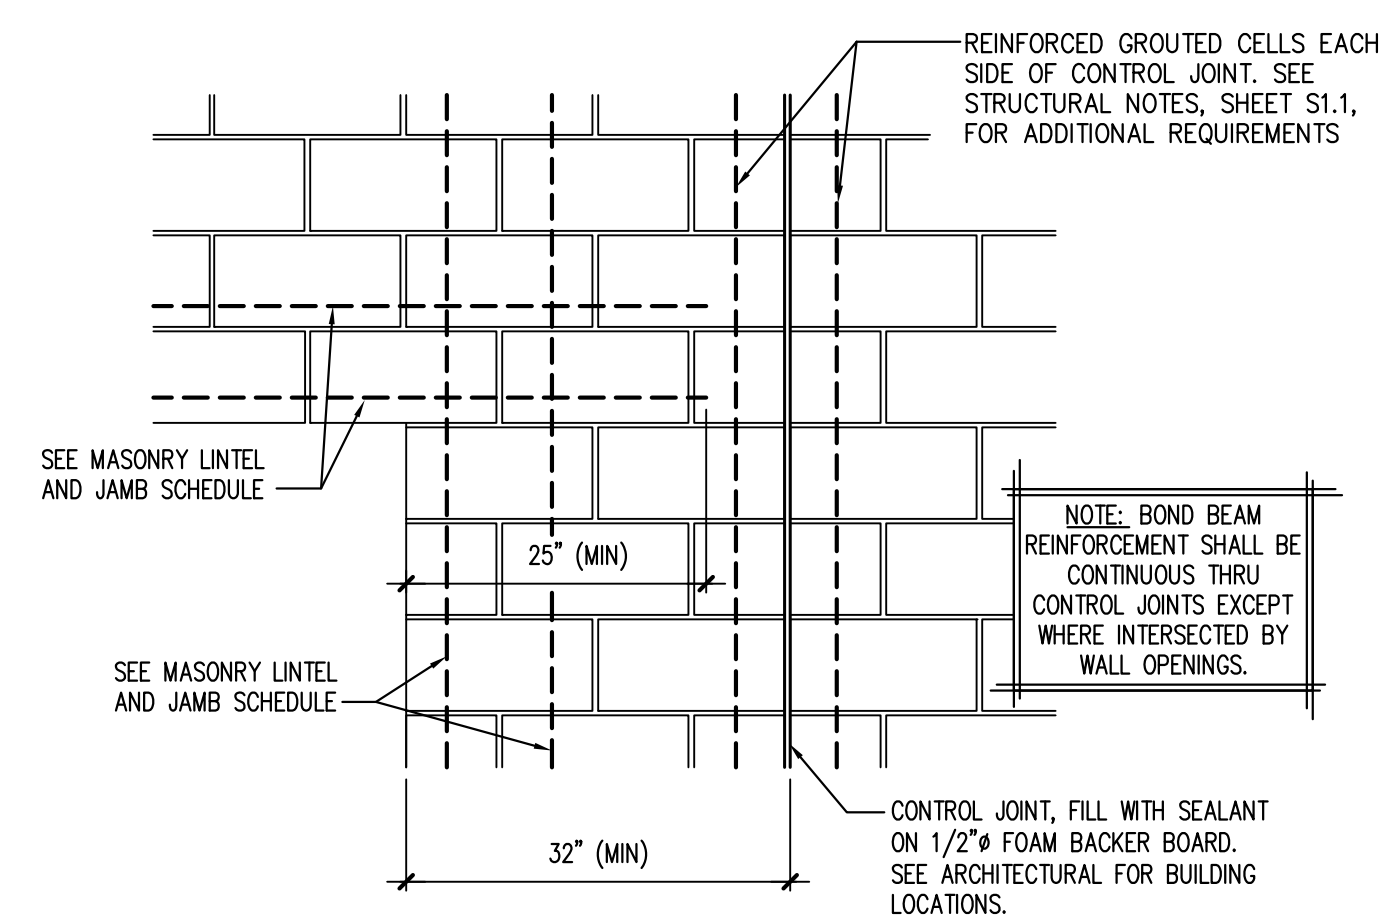 REINFORCED GROUTED CELLS EACH
SIDE OF CONTROL JOINT. SEE
STRUCTURAL NOTES, SHEET S1.1,
FOR ADDITIONAL REQUIREMENTS
SEE MASONRY LINTEL
AND JAMB SCHEDULE
NOTE: BOND BEAM
REINFORCEMENT SHALL BE
CONTINUOUS THRU
CONTROL JOINTS EXCEPT
WHERE INTERSECTED BY
WALL OPENINGS.
25” (MIN)
SEE MASONRY LINTEL
AND JAMB SCHEDULE
32” (MIN)
CONTROL JOINT, FILL WITH SEALANT
ON 1/2”ø FOAM BACKER BOARD.
SEE ARCHITECTURAL FOR BUILDING
LOCATIONS.